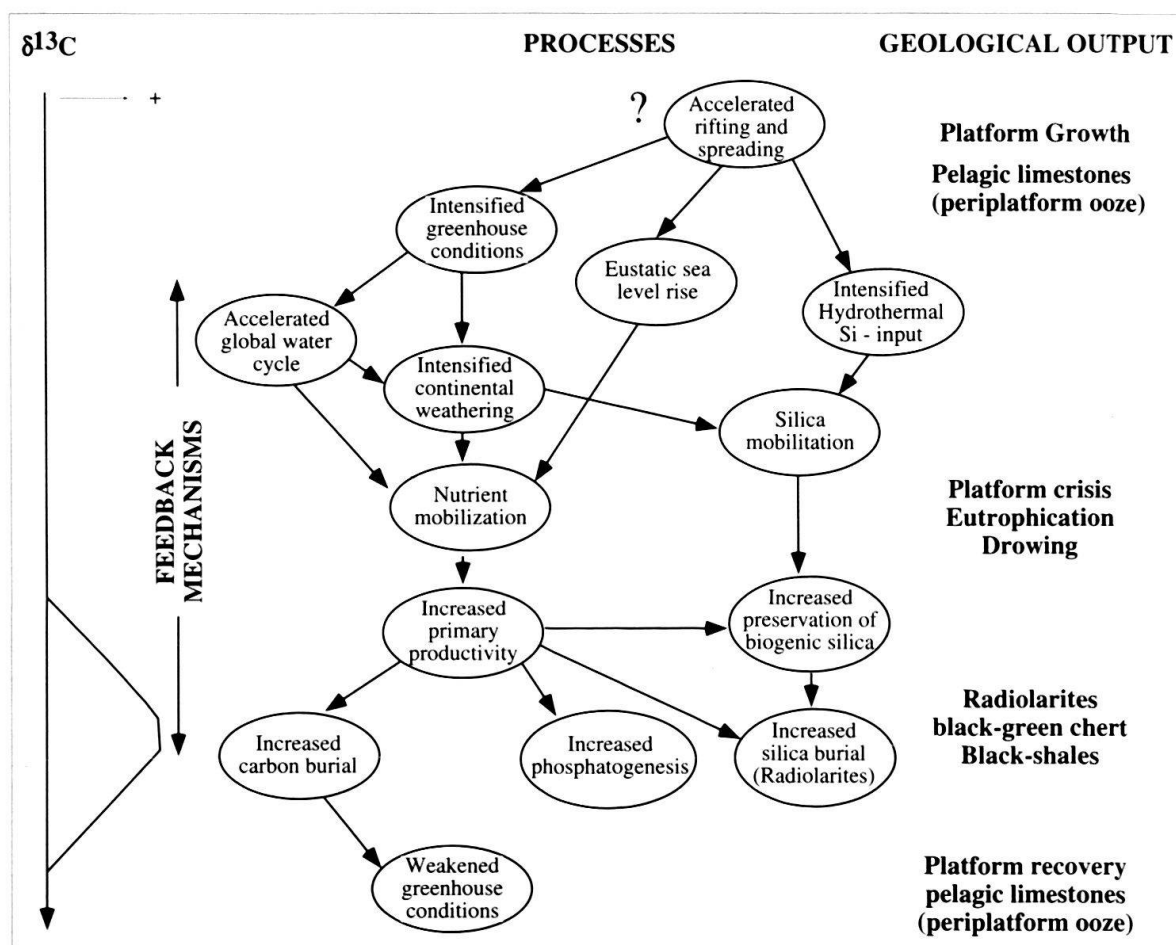 δ13C
PROCESSES
GEOLOGICAL OUTPUT
+
?
Accelerated
rifting and
spreading
Platform Growth
Pelagic limestones
(periplatform ooze)
Intensified
greenhouse
conditions
Eustatic sea
level rise
Intensified
Hydrothermal
Si - input
Accelerated
global water
cycle
Intensified
continental
weathering
Silica
mobilitation
FEEDBACK
MECHANISMS
Nutrient
mobilization
Platform crisis
Eutrophication
Drowing
Increased
primary
productivity
Increased
preservation of
biogenic silica
Radiolarites
black-green chert
Black-shales
Increased
carbon burial
Increased
phosphatogenesis
Increased
silica burial
(Radiolarites)
Weakened
greenhouse
conditions
Platform recovery
pelagic limestones
(periplatform ooze)